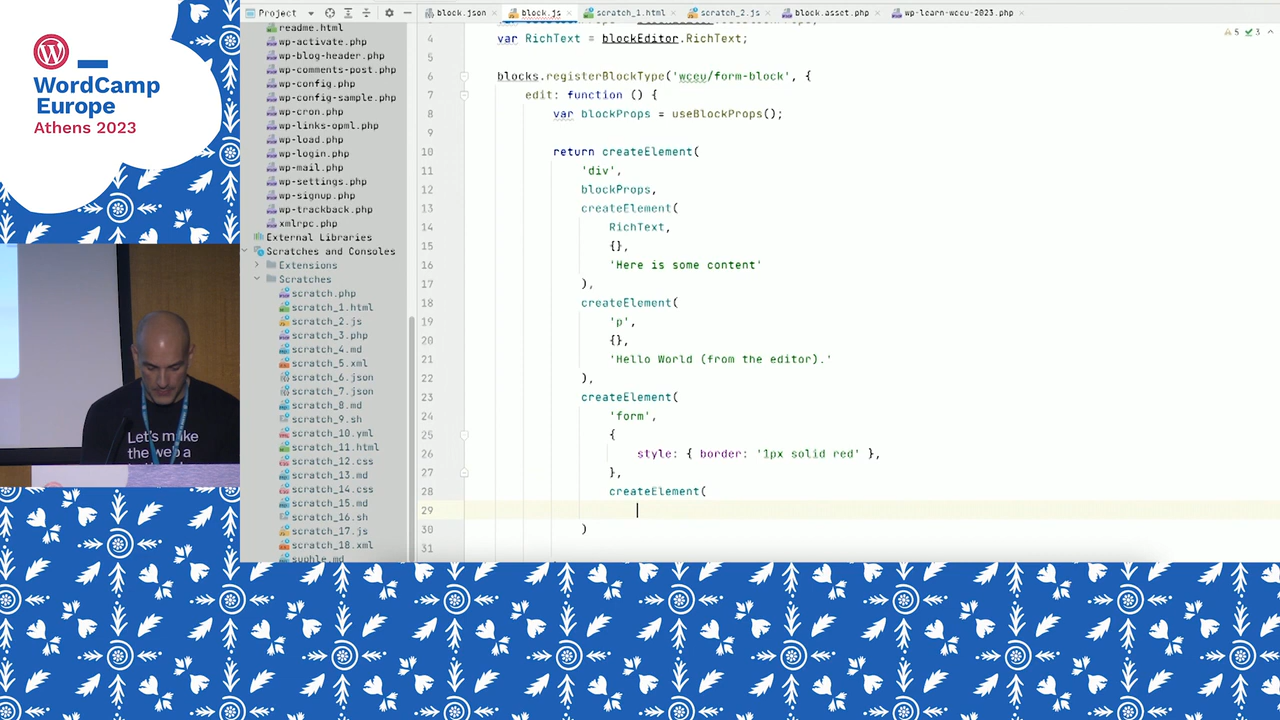 WordCamp
Europe
Athens 2023
Let's make
the web a
Project
block.json
block.js
scratch_1.html
scratch_2.js
block.asset.php
wp-learn-wceu-2023.php
readme.html
wp-activate.php
wp-blog-header.php
wp-comments-post.php
wp-config.php
wp-config-sample.php
wp-cron.php
wp-links-opml.php
wp-load.php
wp-login.php
wp-mail.php
wp-settings.php
wp-signup.php
wp-trackback.php
xmlrpc.php
External Libraries
Scratches and Consoles
Extensions
Scratches
scratch.php
scratch_1.html
scratch_2.js
scratch_3.php
scratch_4.md
scratch_5.xml
scratch_6.json
scratch_7.json
scratch_8.md
scratch_9.sh
scratch_10.yml
scratch_11.html
scratch_12.css
scratch_13.md
scratch_14.css
scratch_15.md
scratch_16.sh
scratch_17.js
scratch_18.xml
5 3
4 var RichText = blockEditor.RichText;
5
6 blocks.registerBlockType('wceu/form-block', {
7 edit: function () {
8 var blockProps = useBlockProps();
9
10 return createElement(
11 'div',
12 blockProps,
13 createElement(
14 RichText,
15 {},
16 'Here is some content'
17 ),
18 createElement(
19 'p',
20 {},
21 'Hello World (from the editor).'
22 ),
23 createElement(
24 'form',
25 {
26 style: { border: '1px solid red' },
27 },
28 createElement(
29
30 )
31